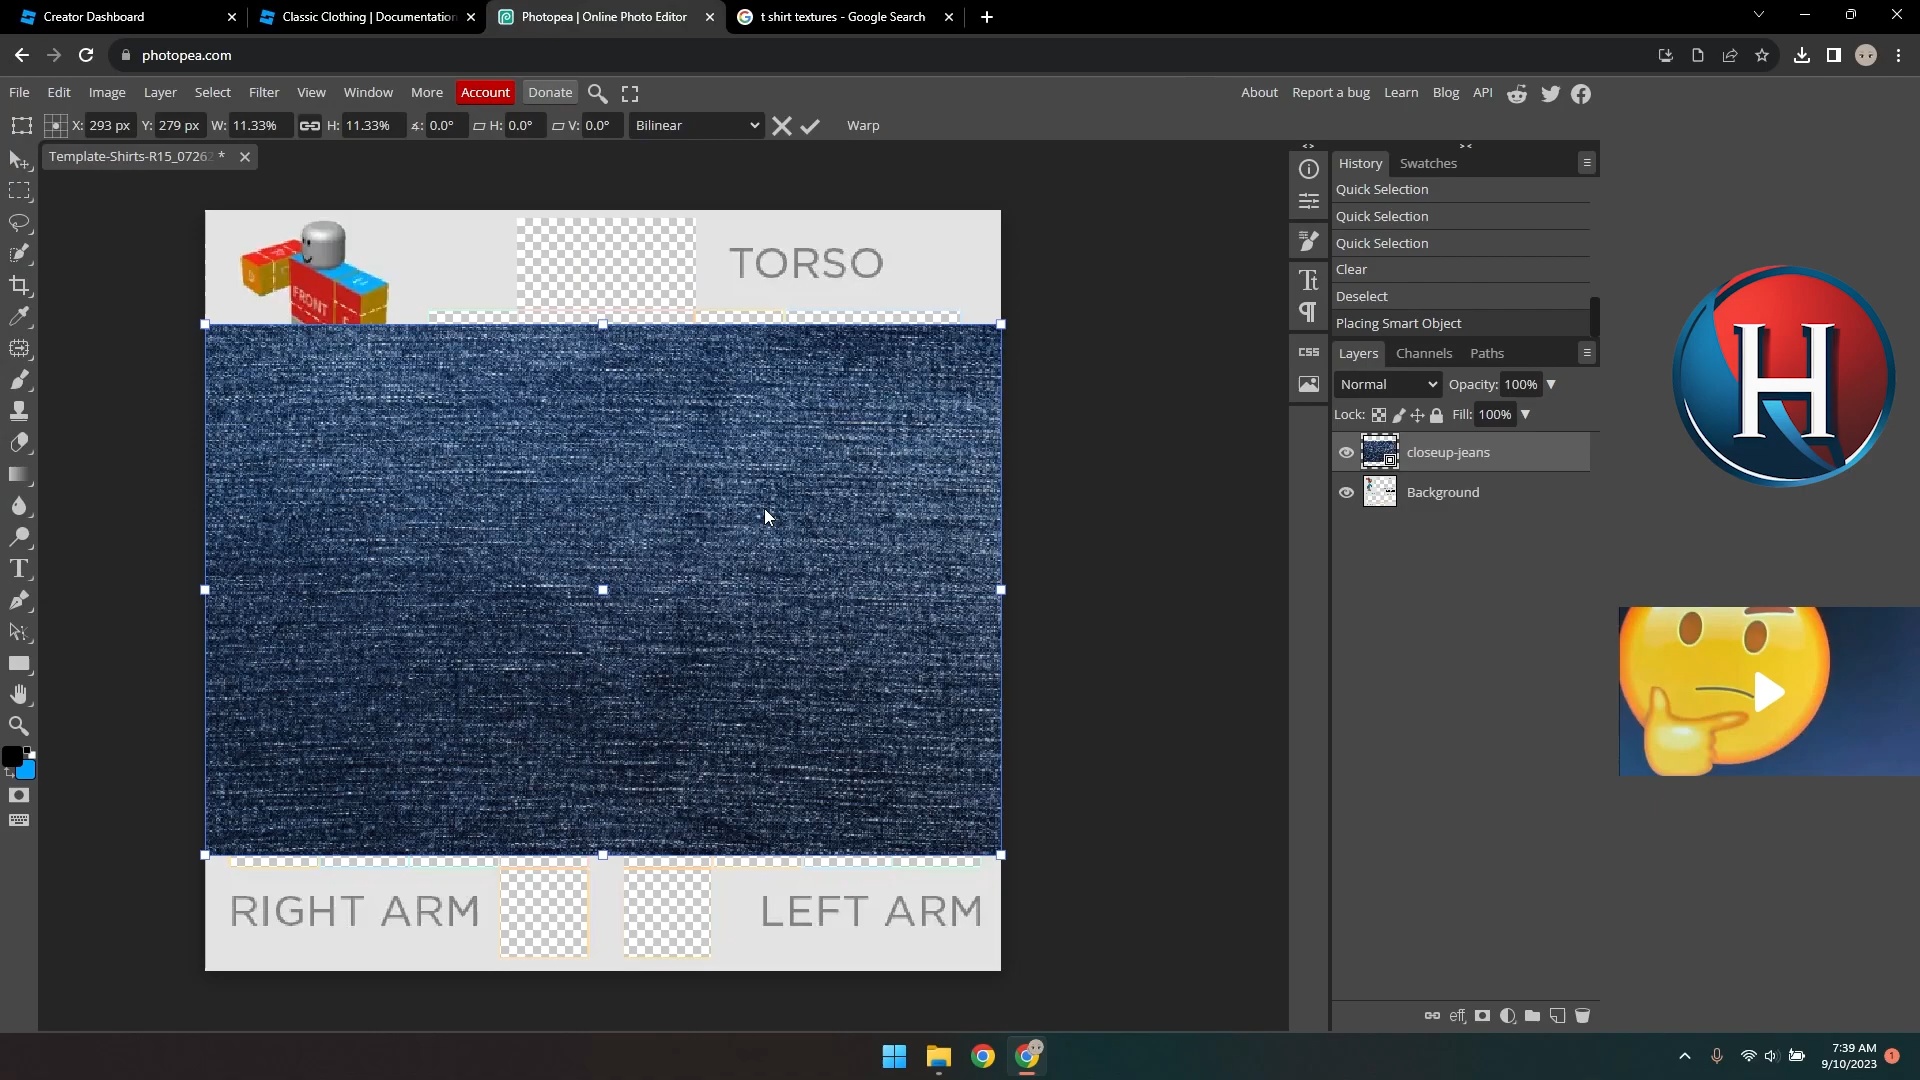 Creator Dashboard
Classic Clothing | Documentation
Photopea | Online Photo Editor
t shirt textures - Google Search
photopea.com
File Edit Image Layer Select Filter View Window More Account Donate
About Report a bug Learn Blog API
X: 293 px Y: 279 px W: 11.33% H: 11.33% ∡: 0.0° H: 0.0° V: 0.0° Bilinear Warp
Template-Shirts-R15_07262 *
History Swatches
Quick Selection
Quick Selection
Quick Selection
Clear
Deselect
Placing Smart Object
Layers Channels Paths
Normal Opacity: 100%
Lock: Fill: 100%
closeup-jeans
Background
CSS
TORSO
FRONT
RIGHT ARM
LEFT ARM
H
eff
7:39 AM
9/10/2023
1